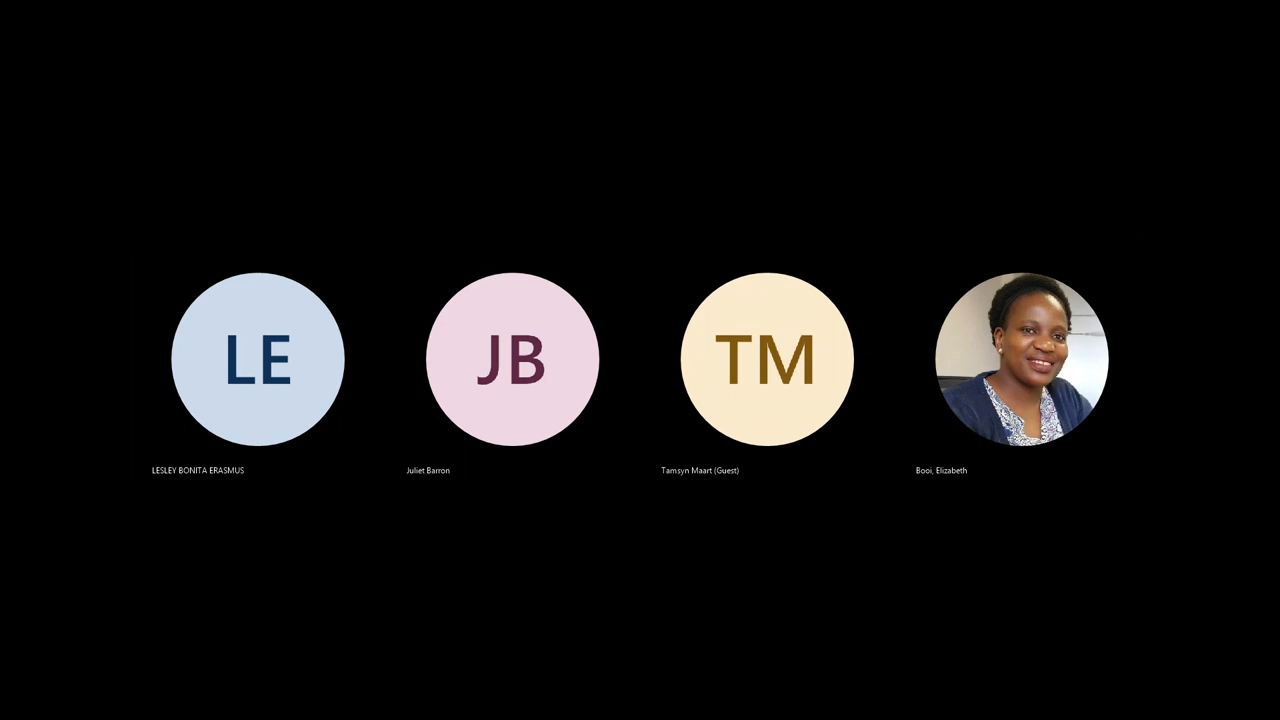 LE
JB
TM
LESLEY BONITA ERASMUS
Juliet Barron
Tamsyn Maart (Guest)
Booi, Elizabeth